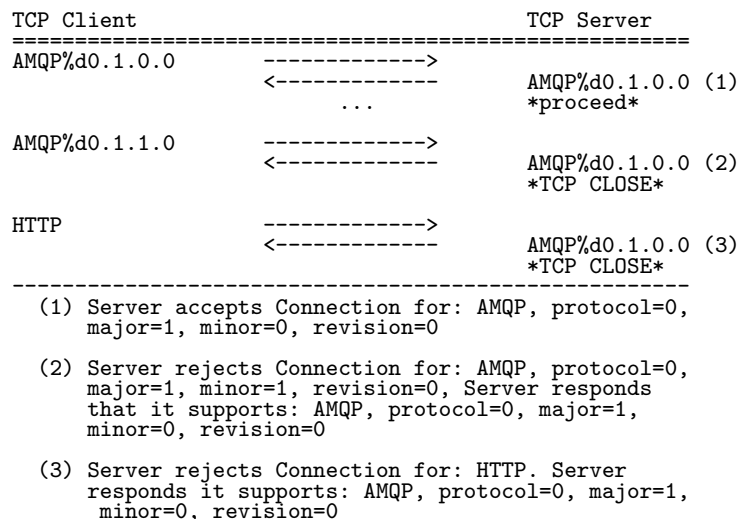 TCP Client                                TCP Server
======================================================
AMQP%d0.1.0.0       ------------->
                    <-------------       AMQP%d0.1.0.0 (1)
                          ...            *proceed*

AMQP%d0.1.1.0       ------------->
                    <-------------       AMQP%d0.1.0.0 (2)
                                         *TCP CLOSE*

HTTP                ------------->
                    <-------------       AMQP%d0.1.0.0 (3)
                                         *TCP CLOSE*
------------------------------------------------------
  (1) Server accepts Connection for: AMQP, protocol=0,
      major=1, minor=0, revision=0

  (2) Server rejects Connection for: AMQP, protocol=0,
      major=1, minor=1, revision=0, Server responds
      that it supports: AMQP, protocol=0, major=1,
      minor=0, revision=0

  (3) Server rejects Connection for: HTTP. Server
      responds it supports: AMQP, protocol=0, major=1,
       minor=0, revision=0